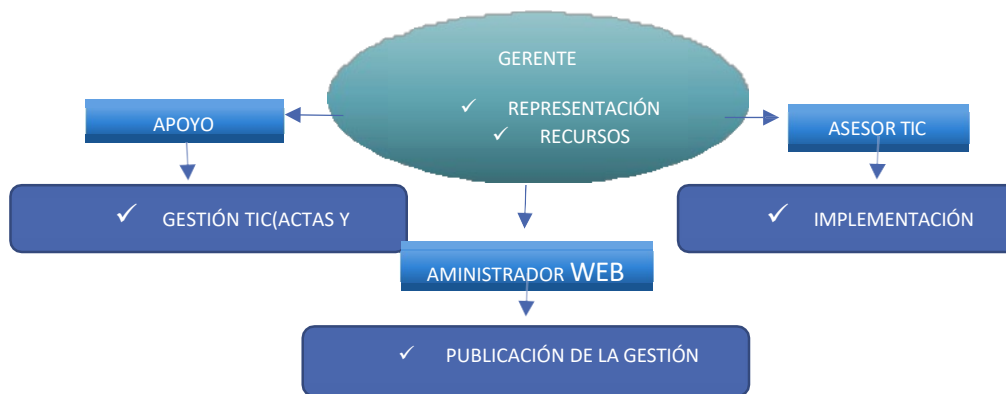 GERENTE
✓ REPRESENTACIÓN
✓ RECURSOS
APOYO
ASESOR TIC
✓ GESTIÓN TIC(ACTAS Y
✓ IMPLEMENTACIÓN
AMINISTRADOR WEB
✓ PUBLICACIÓN DE LA GESTIÓN